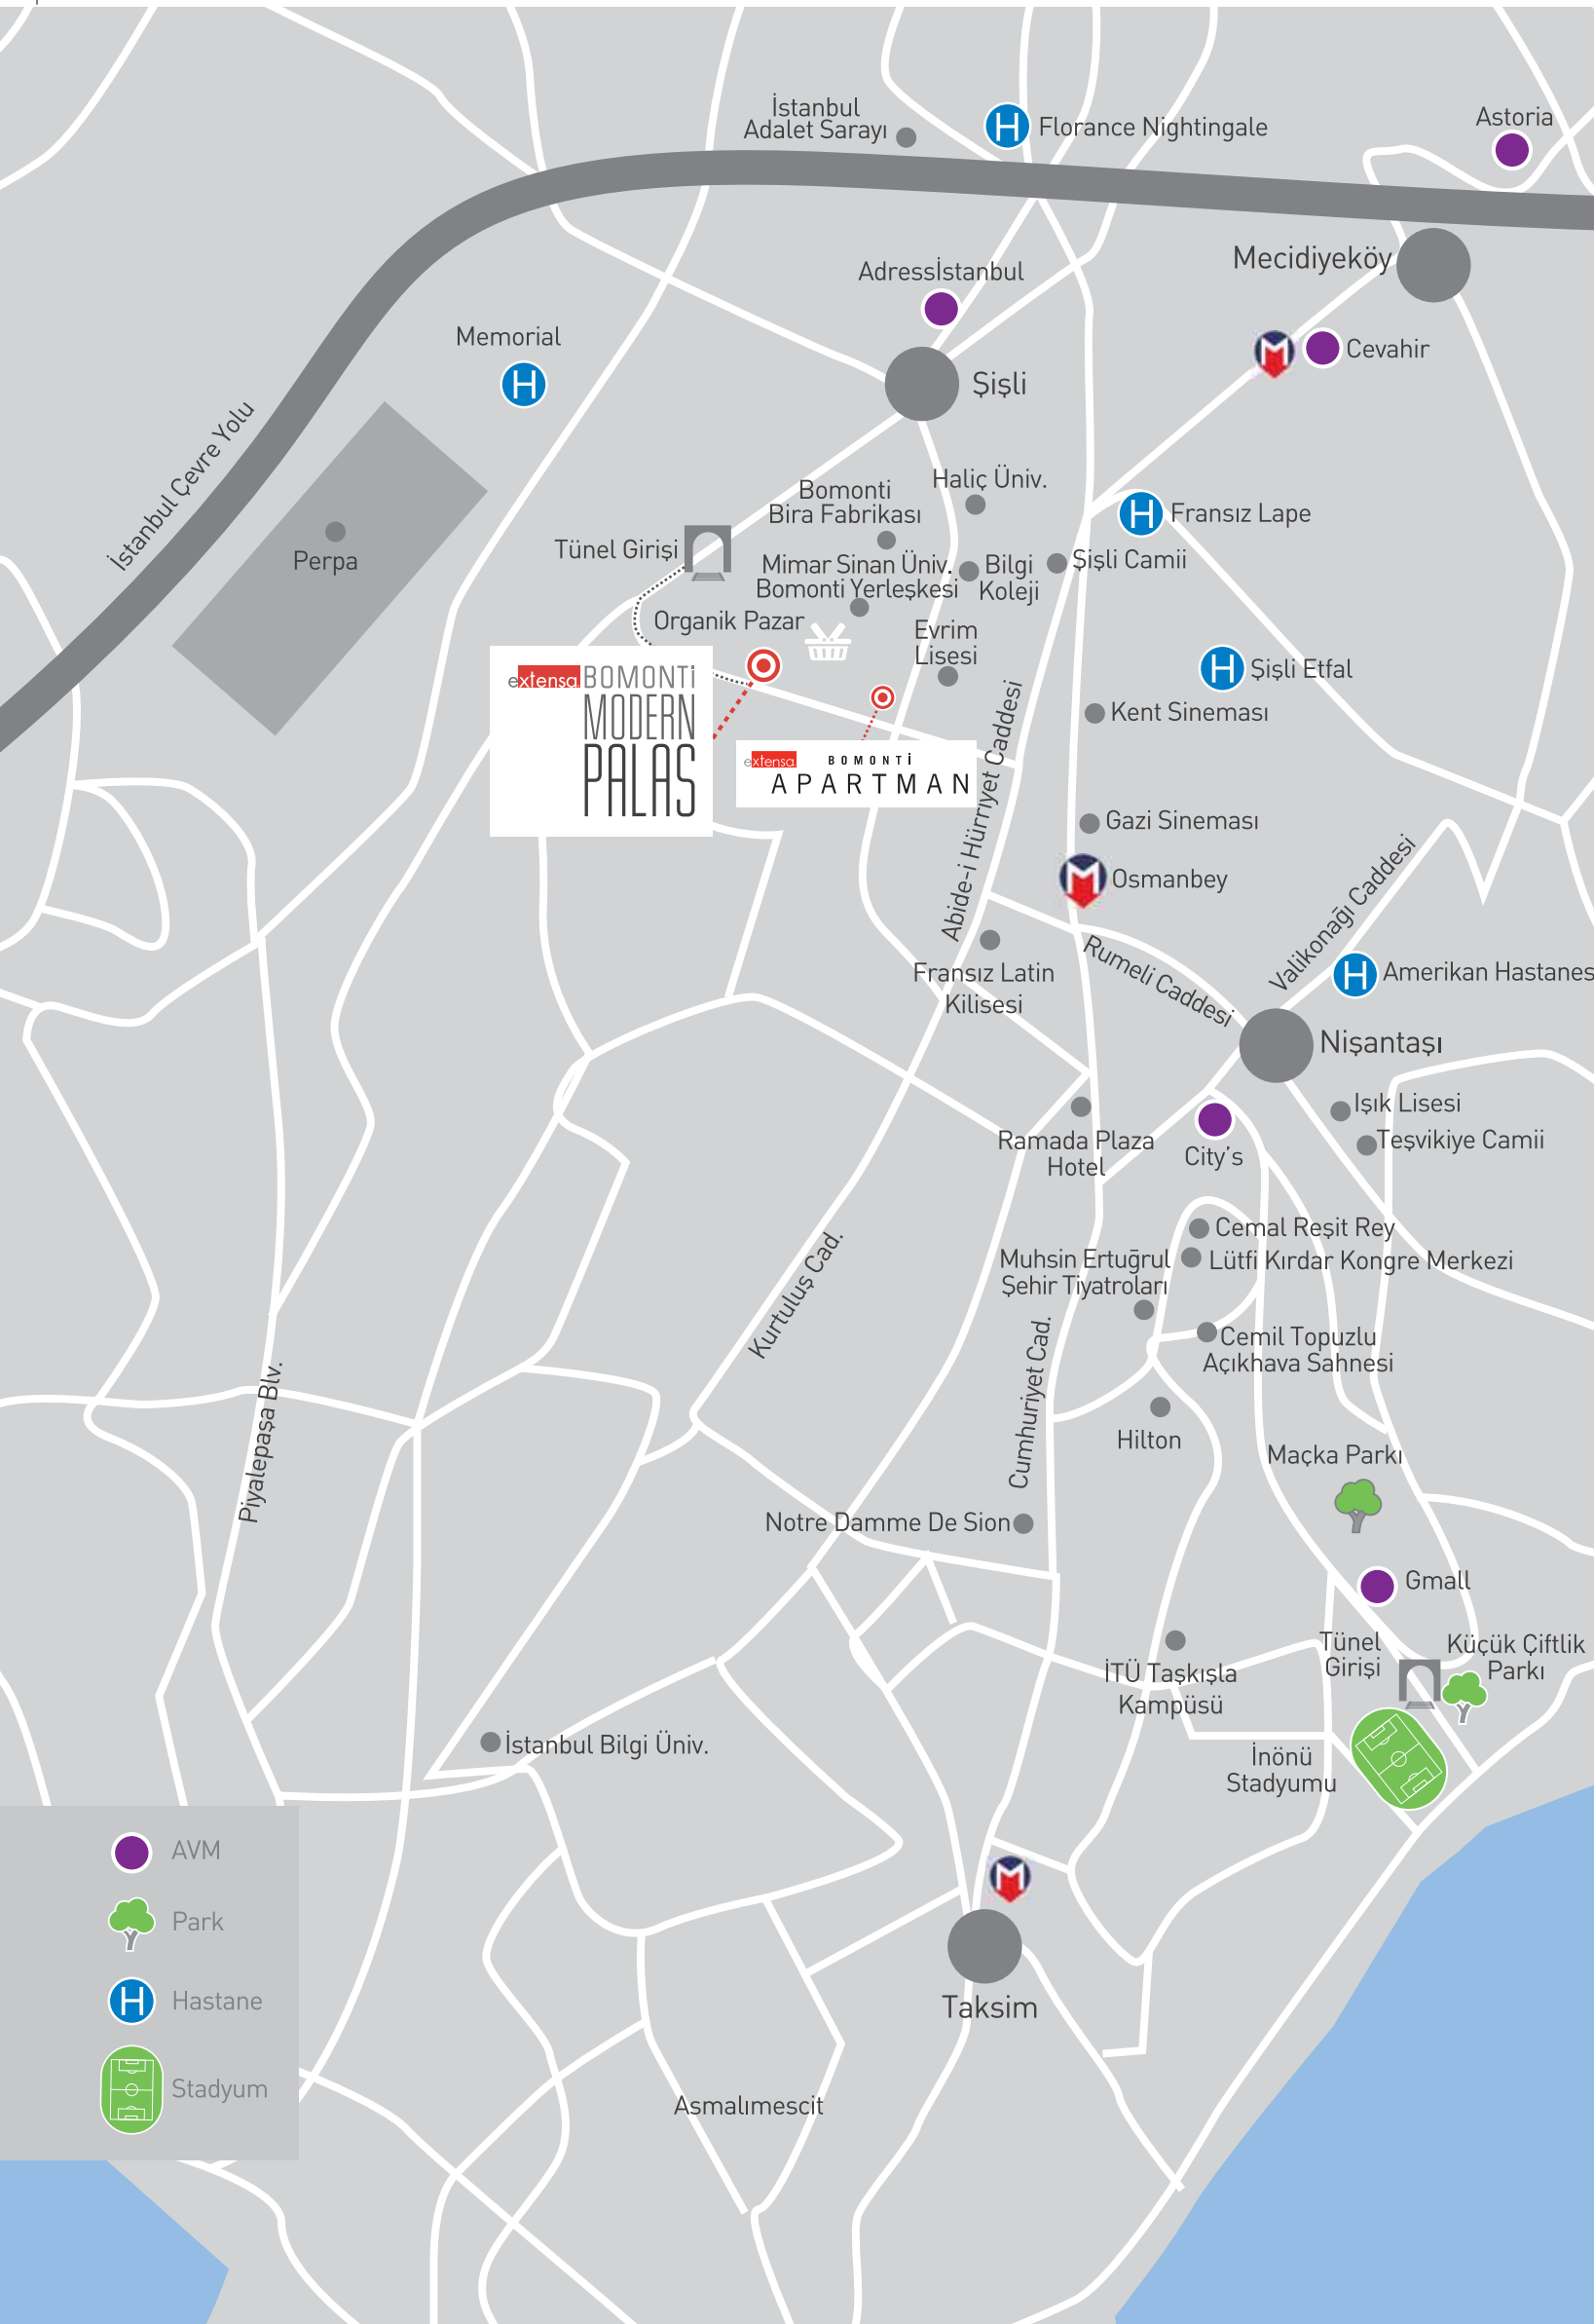 İstanbul
Adalet Sarayı
H
Florance Nightingale
Astoria
Mecidiyeköy
Adressİstanbul
Memorial
H
M
Cevahir
Şişli
İstanbul Çevre Yolu
Haliç Üniv.
Bomonti
Bira Fabrikası
H
Fransız Lape
Perpa
Tünel Girişi
Mimar Sinan Üniv.
Bomonti Yerleşkesi
Bilgi
Koleji
Şişli Camii
Organik Pazar
Evrim
Lisesi
H
Şişli Etfal
extensa BOMONTi
MODERN
PALAS
extensa BOMONTi
APARTMAN
Abide-i Hürriyet Caddesi
Kent Sineması
Gazi Sineması
M
Osmanbey
Valikonağı Caddesi
Rumeli Caddesi
Fransız Latin
Kilisesi
H
Amerikan Hastanes
Nişantaşı
Işık Lisesi
Teşvikiye Camii
Ramada Plaza
Hotel
City's
Cemal Reşit Rey
Muhsin Ertuğrul
Şehir Tiyatroları
Lütfi Kırdar Kongre Merkezi
Kurtuluş Cad.
Cumhuriyet Cad.
Cemil Topuzlu
Açıkhava Sahnesi
Piyalepaşa Blv.
Hilton
Maçka Parkı
Notre Damme De Sion
Gmall
Tünel
Girişi
Küçük Çiftlik
Parkı
İTÜ Taşkışla
Kampüsü
İstanbul Bilgi Üniv.
İnönü
Stadyumu
M
Taksim
Asmalımescit
AVM
Park
H
Hastane
Stadyum